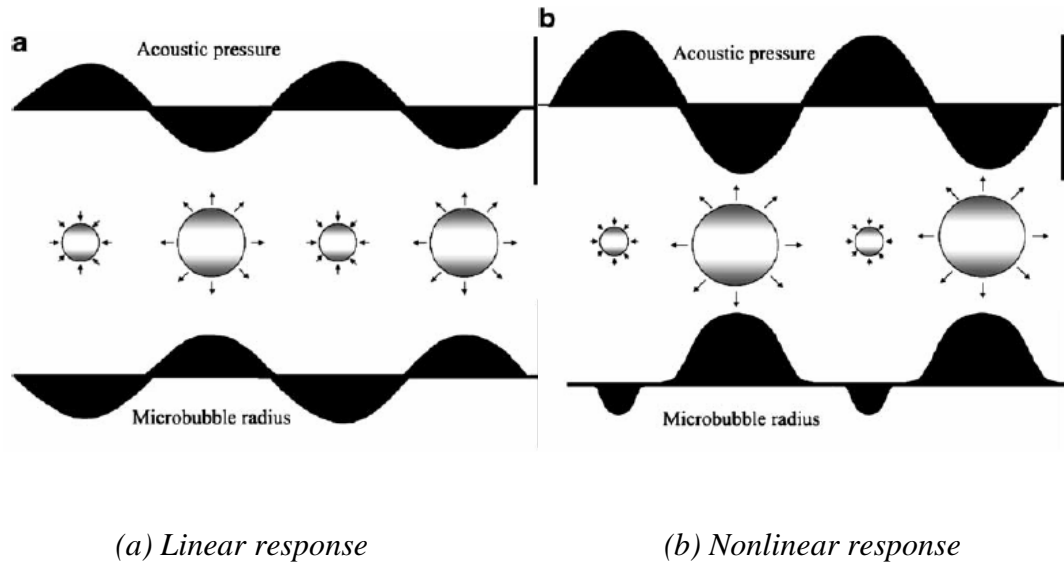 a
Acoustic pressure
Microbubble radius
b
Acoustic pressure
Microbubble radius
(a) Linear response
(b) Nonlinear response